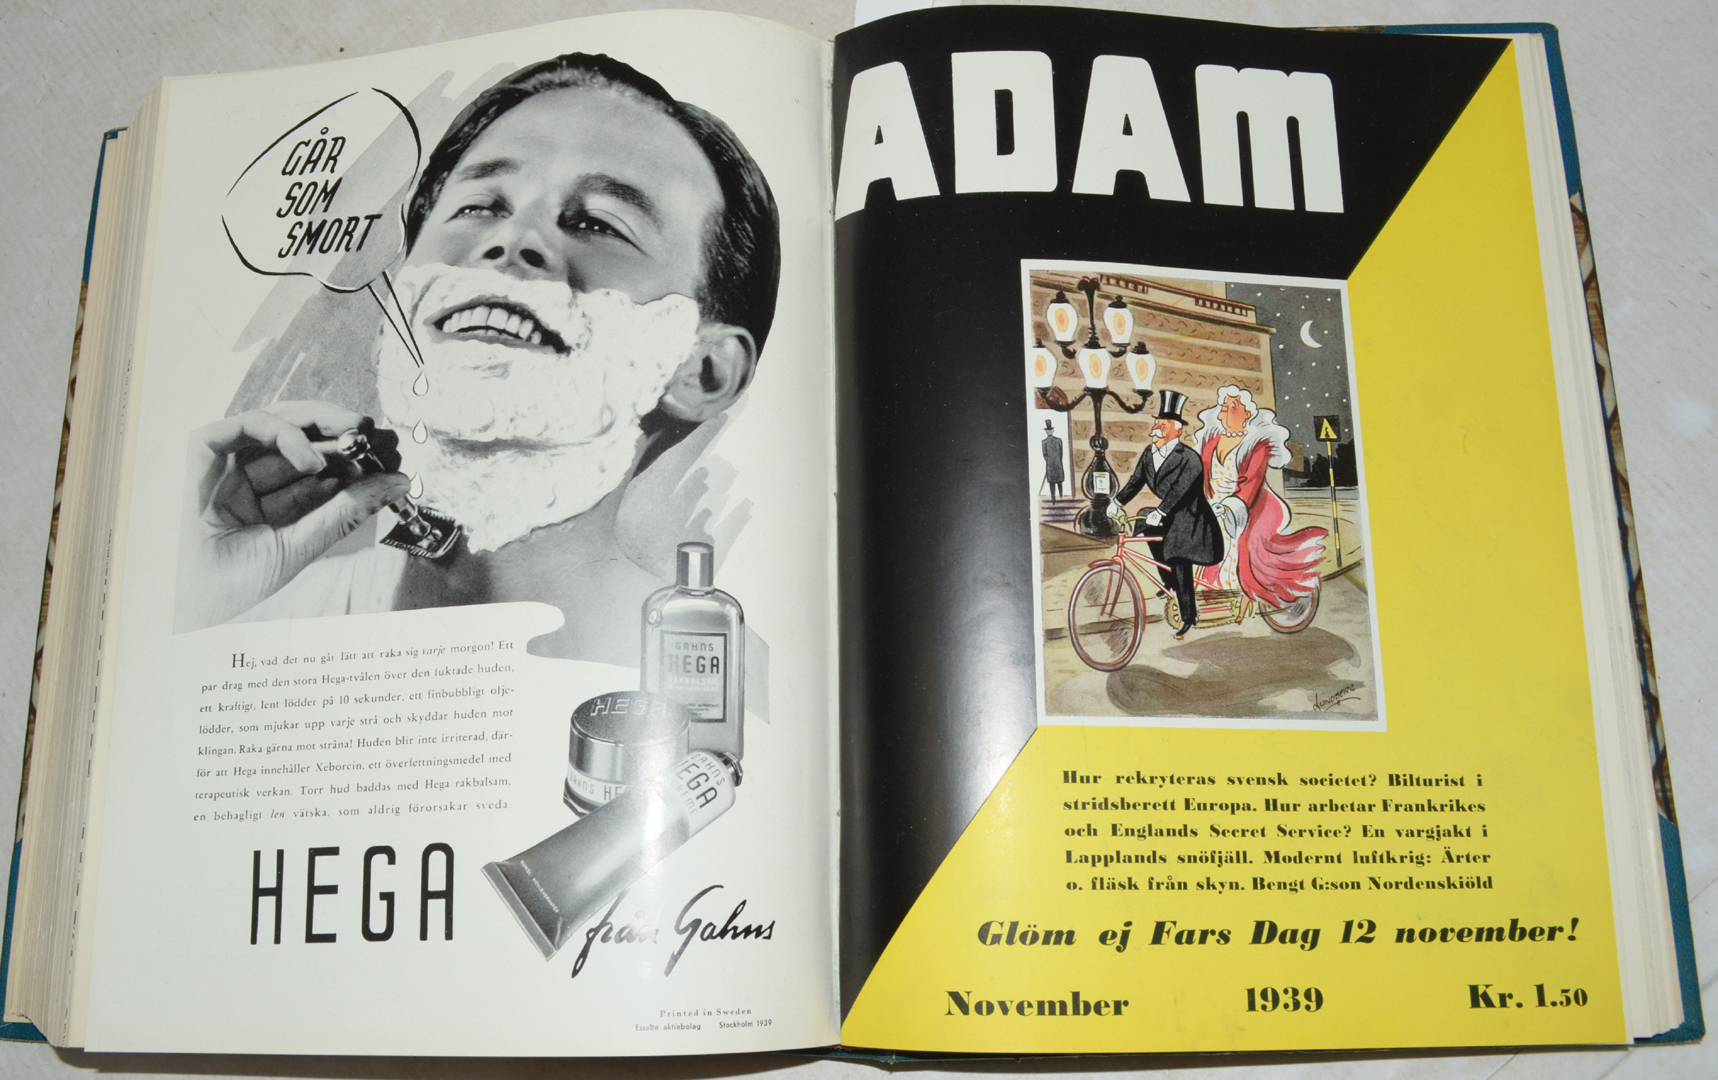 GÅR
SOM
SMORT
Hej, vad det nu går lätt att raka sig varje morgon! Ett
par drag med den stora Hega-tvålen över den fuktade huden,
ett kraftigt, lent lödder på 10 sekunder, ett finbubbligt olje-
lödder, som mjukar upp varje strå och skyddar huden mot
klingan. Raka gärna mot stråna! Huden blir inte irriterad, där-
för att Hega innehåller Xeborcin, ett överfettningsmedel med
terapeutisk verkan. Torr hud baddas med Hega rakbalsam,
en behagligt len vätska, som aldrig förorsakar sveda.
GAHNS
HEGA
RAKBALSAM
HEGA
GAHNS HE
GAHNS
HEGA
HEGA
från Gahns
Printed in Sweden
Esselte aktiebolag Stockholm 1939
ADAM
Hur rekryteras svensk societet? Bilturist i
stridsberett Europa. Hur arbetar Frankrikes
och Englands Secret Service? En vargjakt i
Lapplands snöfjäll. Modernt luftkrig: Ärter
o. fläsk från skyn. Bengt G:son Nordenskiöld
Glöm ej Fars Dag 12 november!
November 1939 Kr. 1.50